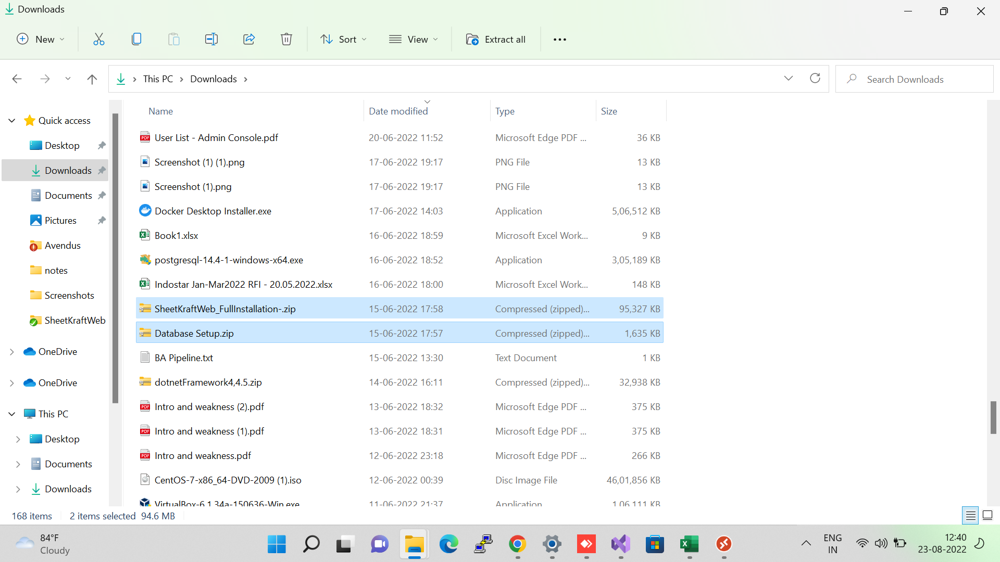 Downloads
New
Sort
View
Extract all
This PC
Downloads
Search Downloads
Name
Date modified
Type
Size
Quick access
Desktop
Downloads
Documents
Pictures
Avendus
notes
Screenshots
SheetKraftWeb
OneDrive
OneDrive
This PC
Desktop
Documents
Downloads
User List - Admin Console.pdf 20-06-2022 11:52 Microsoft Edge PDF ... 36 KB
Screenshot (1) (1).png 17-06-2022 19:17 PNG File 13 KB
Screenshot (1).png 17-06-2022 19:17 PNG File 13 KB
Docker Desktop Installer.exe 17-06-2022 14:03 Application 5,06,512 KB
Book1.xlsx 16-06-2022 18:59 Microsoft Excel Work... 9 KB
postgresql-14.4-1-windows-x64.exe 16-06-2022 18:52 Application 3,05,189 KB
Indostar Jan-Mar2022 RFI - 20.05.2022.xlsx 16-06-2022 18:00 Microsoft Excel Work... 148 KB
SheetKraftWeb_FullInstallation-.zip 15-06-2022 17:58 Compressed (zipped)... 95,327 KB
Database Setup.zip 15-06-2022 17:57 Compressed (zipped)... 1,635 KB
BA Pipeline.txt 15-06-2022 13:30 Text Document 1 KB
dotnetFramework4,4.5.zip 14-06-2022 16:11 Compressed (zipped)... 32,938 KB
Intro and weakness (2).pdf 13-06-2022 18:32 Microsoft Edge PDF ... 375 KB
Intro and weakness (1).pdf 13-06-2022 18:31 Microsoft Edge PDF ... 375 KB
Intro and weakness.pdf 12-06-2022 23:18 Microsoft Edge PDF ... 266 KB
CentOS-7-x86_64-DVD-2009 (1).iso 12-06-2022 00:39 Disc Image File 46,01,856 KB
VirtualBox-6.1.34a-150636-Win.exe 11-06-2022 21:37 Application 1,06,111 KB
168 items 2 items selected 94.6 MB
84°F
Cloudy
ENG
IN
12:40
23-08-2022